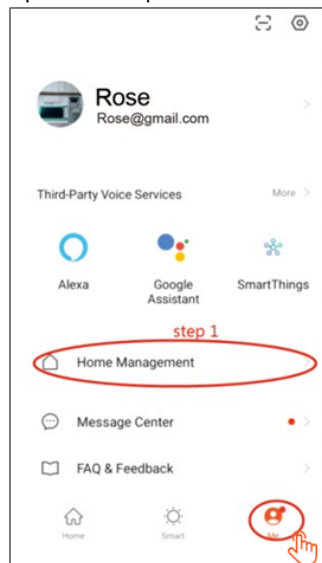 Rose
Rose@gmail.com
Third-Party Voice Services More
Alexa
Google
Assistant
SmartThings
step 1
Home Management
Message Center
FAQ & Feedback
Home Smart Me